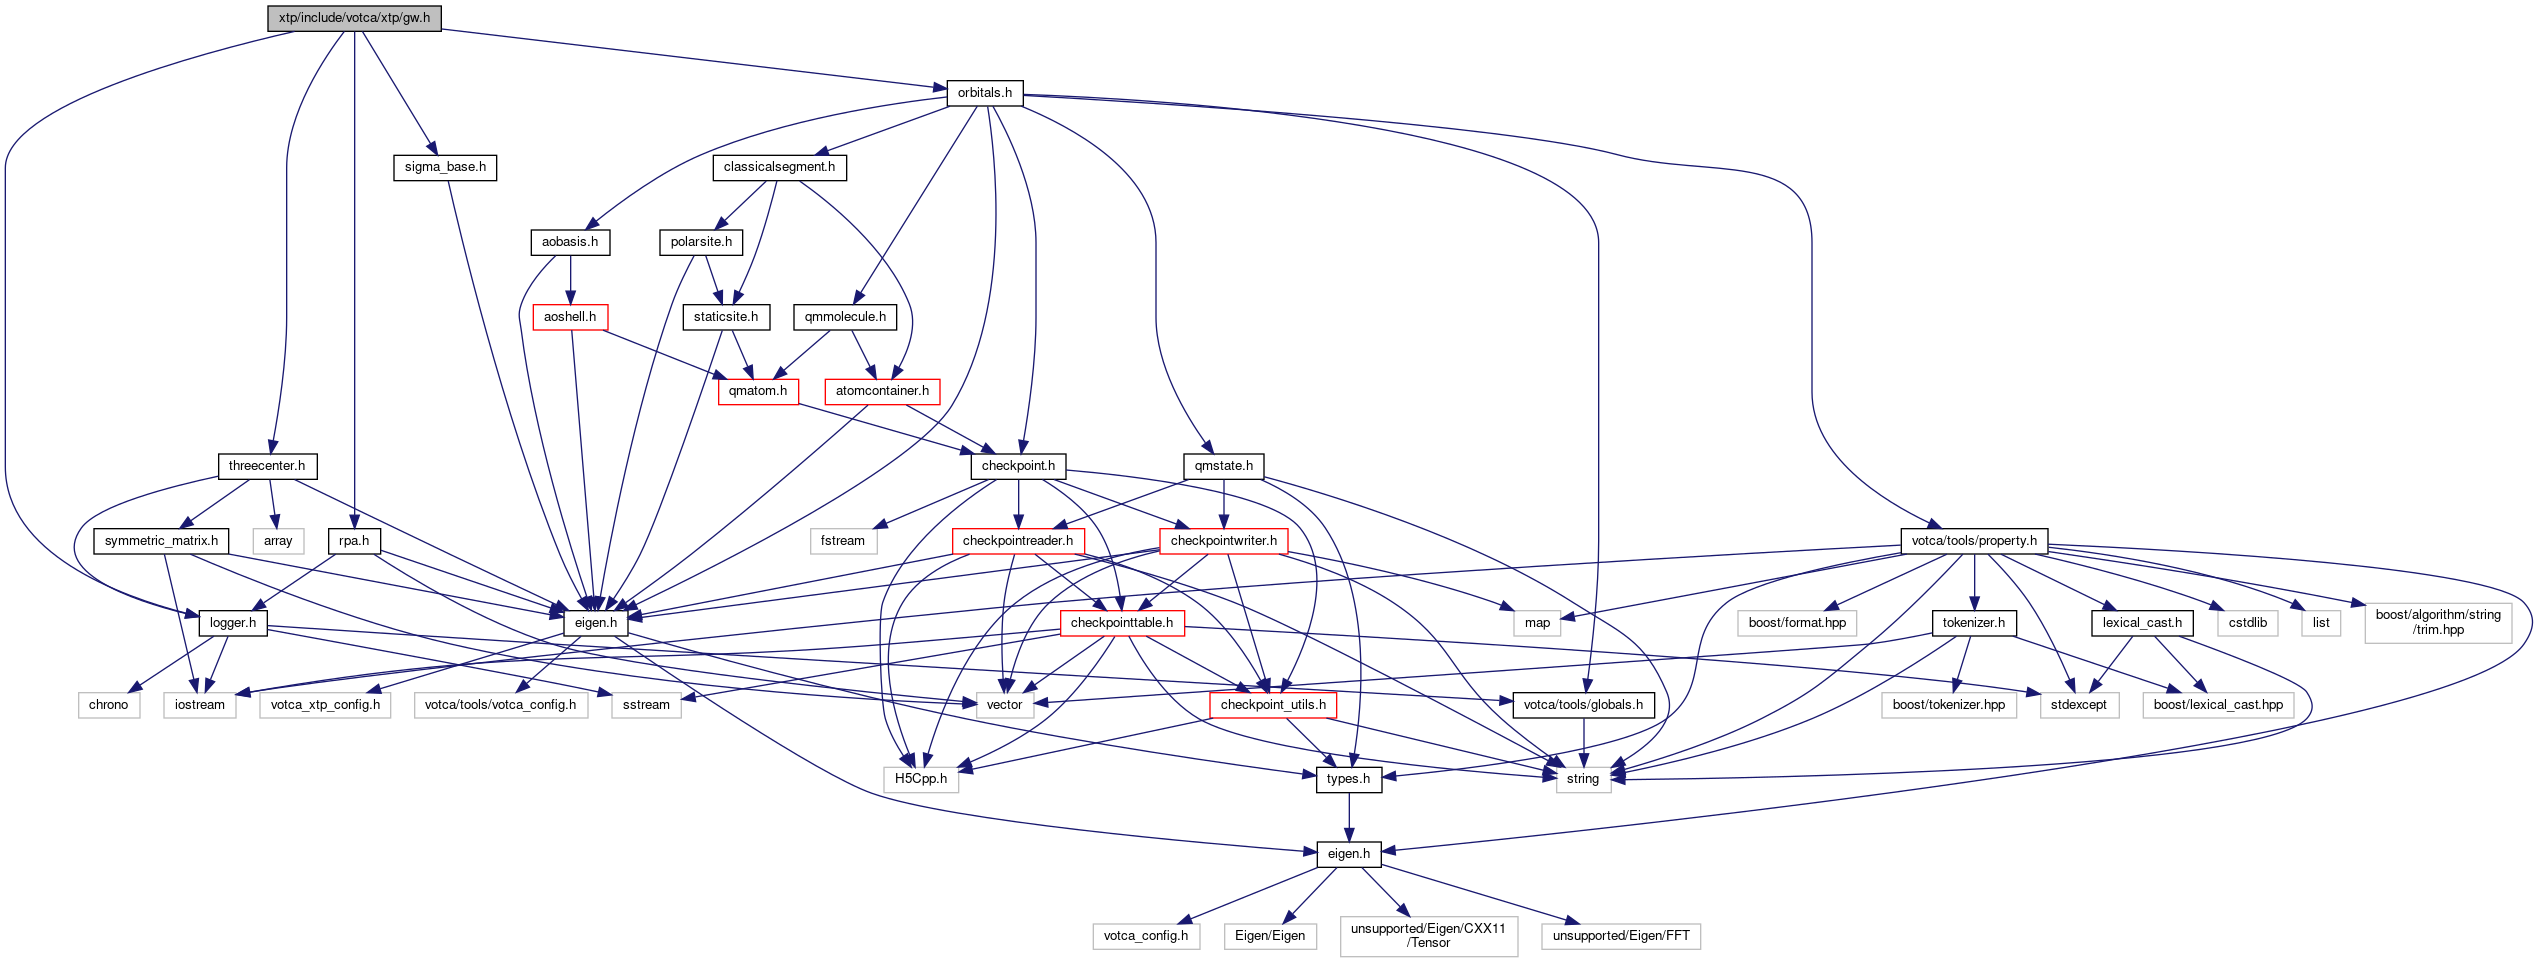 xtp/include/votca/xtp/gw.h
orbitals.h
sigma_base.h
classicalsegment.h
aobasis.h
polarsite.h
aoshell.h
staticsite.h
qmmolecule.h
qmatom.h
atomcontainer.h
threecenter.h
checkpoint.h
qmstate.h
symmetric_matrix.h
array
rpa.h
fstream
checkpointreader.h
checkpointwriter.h
votca/tools/property.h
logger.h
eigen.h
checkpointtable.h
map
boost/format.hpp
tokenizer.h
lexical_cast.h
cstdlib
list
boost/algorithm/string
/trim.hpp
chrono
iostream
votca_xtp_config.h
votca/tools/votca_config.h
sstream
vector
checkpoint_utils.h
votca/tools/globals.h
boost/tokenizer.hpp
stdexcept
boost/lexical_cast.hpp
H5Cpp.h
types.h
string
eigen.h
votca_config.h
Eigen/Eigen
unsupported/Eigen/CXX11
/Tensor
unsupported/Eigen/FFT